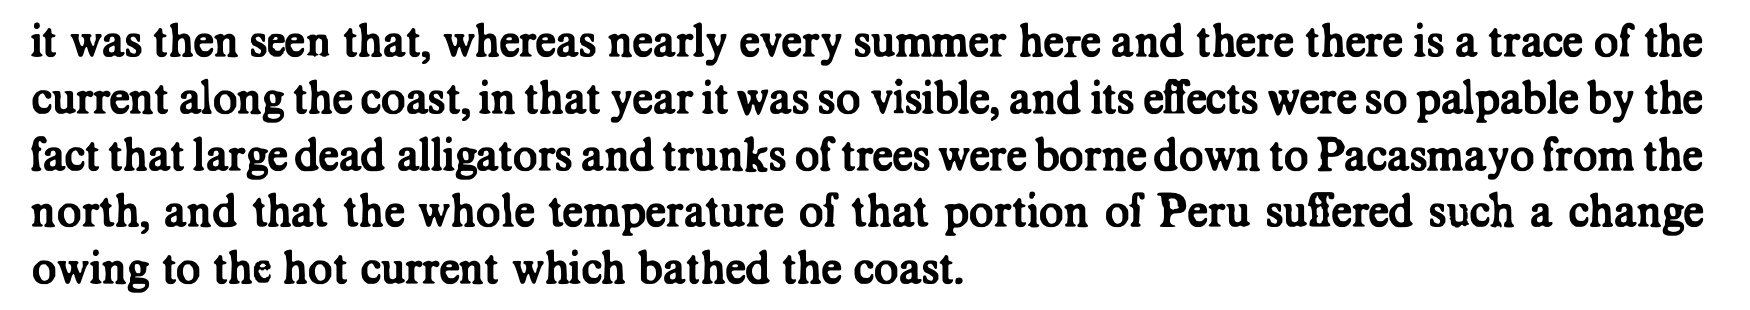 it was then seen that, whereas nearly every summer here and there there is a trace of the
current along the coast, in that year it was so visible, and its effects were so palpable by the
fact that large dead alligators and trunks of trees were borne down to Pacasmayo from the
north, and that the whole temperature of that portion of Peru suffered such a change
owing to the hot current which bathed the coast.